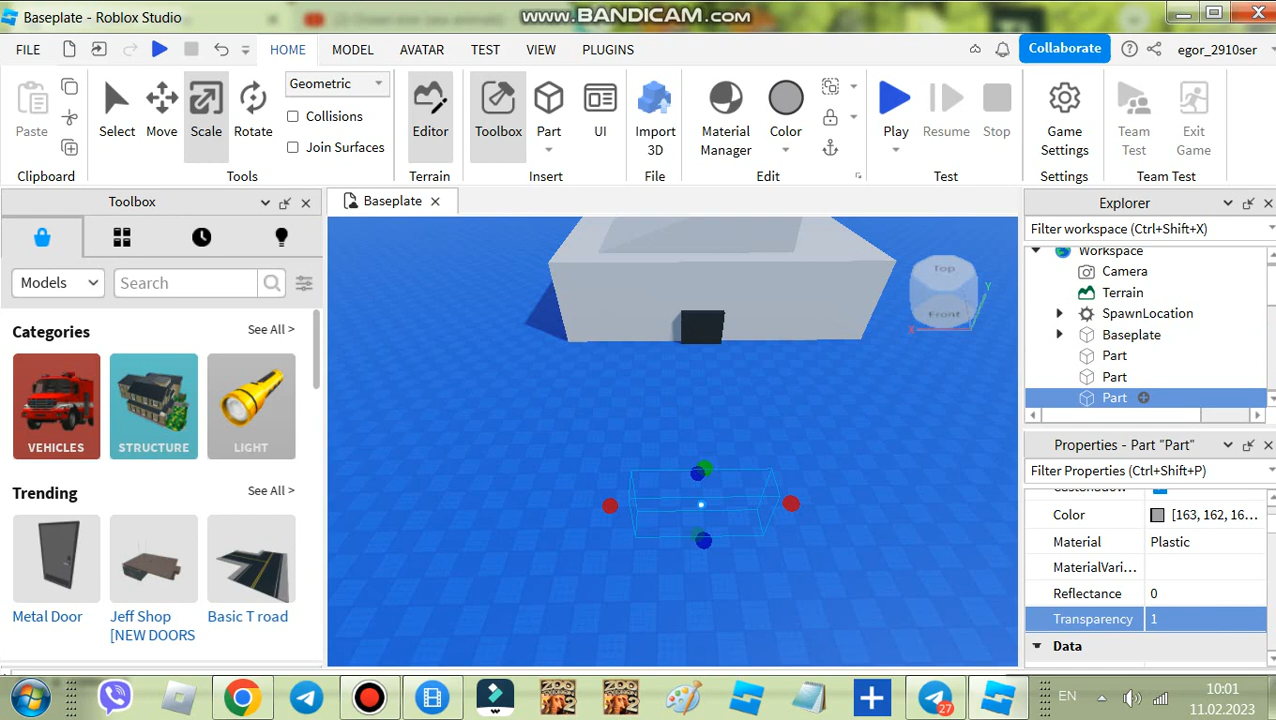 Baseplate - Roblox Studio
www.BANDICAM.com
FILE
HOME
MODEL
AVATAR
TEST
VIEW
PLUGINS
Collaborate
egor_2910ser
Paste
Clipboard
Select
Move
Scale
Rotate
Geometric
Collisions
Join Surfaces
Tools
Editor
Terrain
Toolbox
Part
UI
Insert
Import
3D
File
Material
Manager
Color
Edit
Play
Resume
Stop
Test
Game
Settings
Settings
Team
Test
Exit
Game
Team Test
Toolbox
Baseplate
Explorer
Models
Search
Categories
See All >
VEHICLES
STRUCTURE
LIGHT
Trending
See All >
Metal Door
Jeff Shop
[NEW DOORS
Basic T road
Top
Front
X
Y
Filter workspace (Ctrl+Shift+X)
Workspace
Camera
Terrain
SpawnLocation
Baseplate
Part
Part
Part
Properties - Part "Part"
Filter Properties (Ctrl+Shift+P)
Color
[163, 162, 16...
Material
Plastic
MaterialVari...
Reflectance
0
Transparency
1
Data
ZOO
2
ZOO
2
27
EN
10:01
11.02.2023